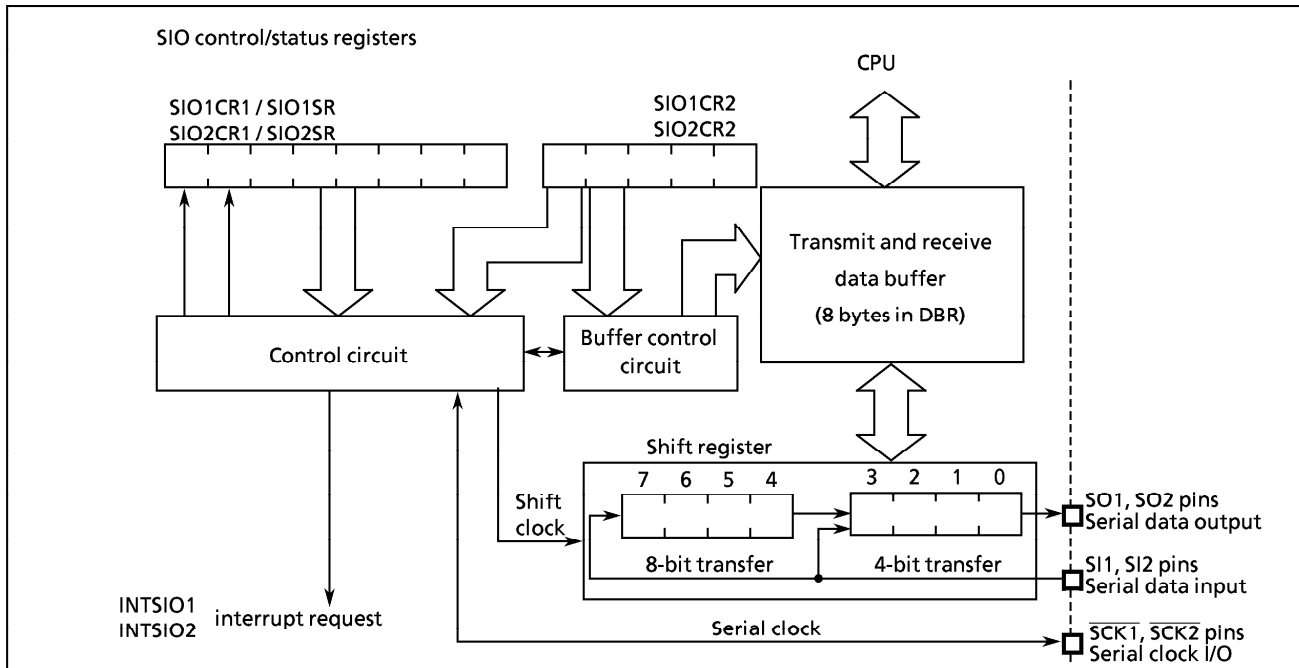 SIO control/status registers
CPU
SIO1CR1 / SIO1SR
SIO2CR1 / SIO2SR
SIO1CR2
SIO2CR2
Transmit and receive
data buffer
(8 bytes in DBR)
Control circuit
Buffer control
circuit
Shift register
7 6 5 4 3 2 1 0
Shift
clock
8-bit transfer
4-bit transfer
SO1, SO2 pins
Serial data output
SI1, SI2 pins
Serial data input
INTSIO1
INTSIO2
interrupt request
Serial clock
S̅C̅K̅1̅, S̅C̅K̅2̅ pins
Serial clock I/O